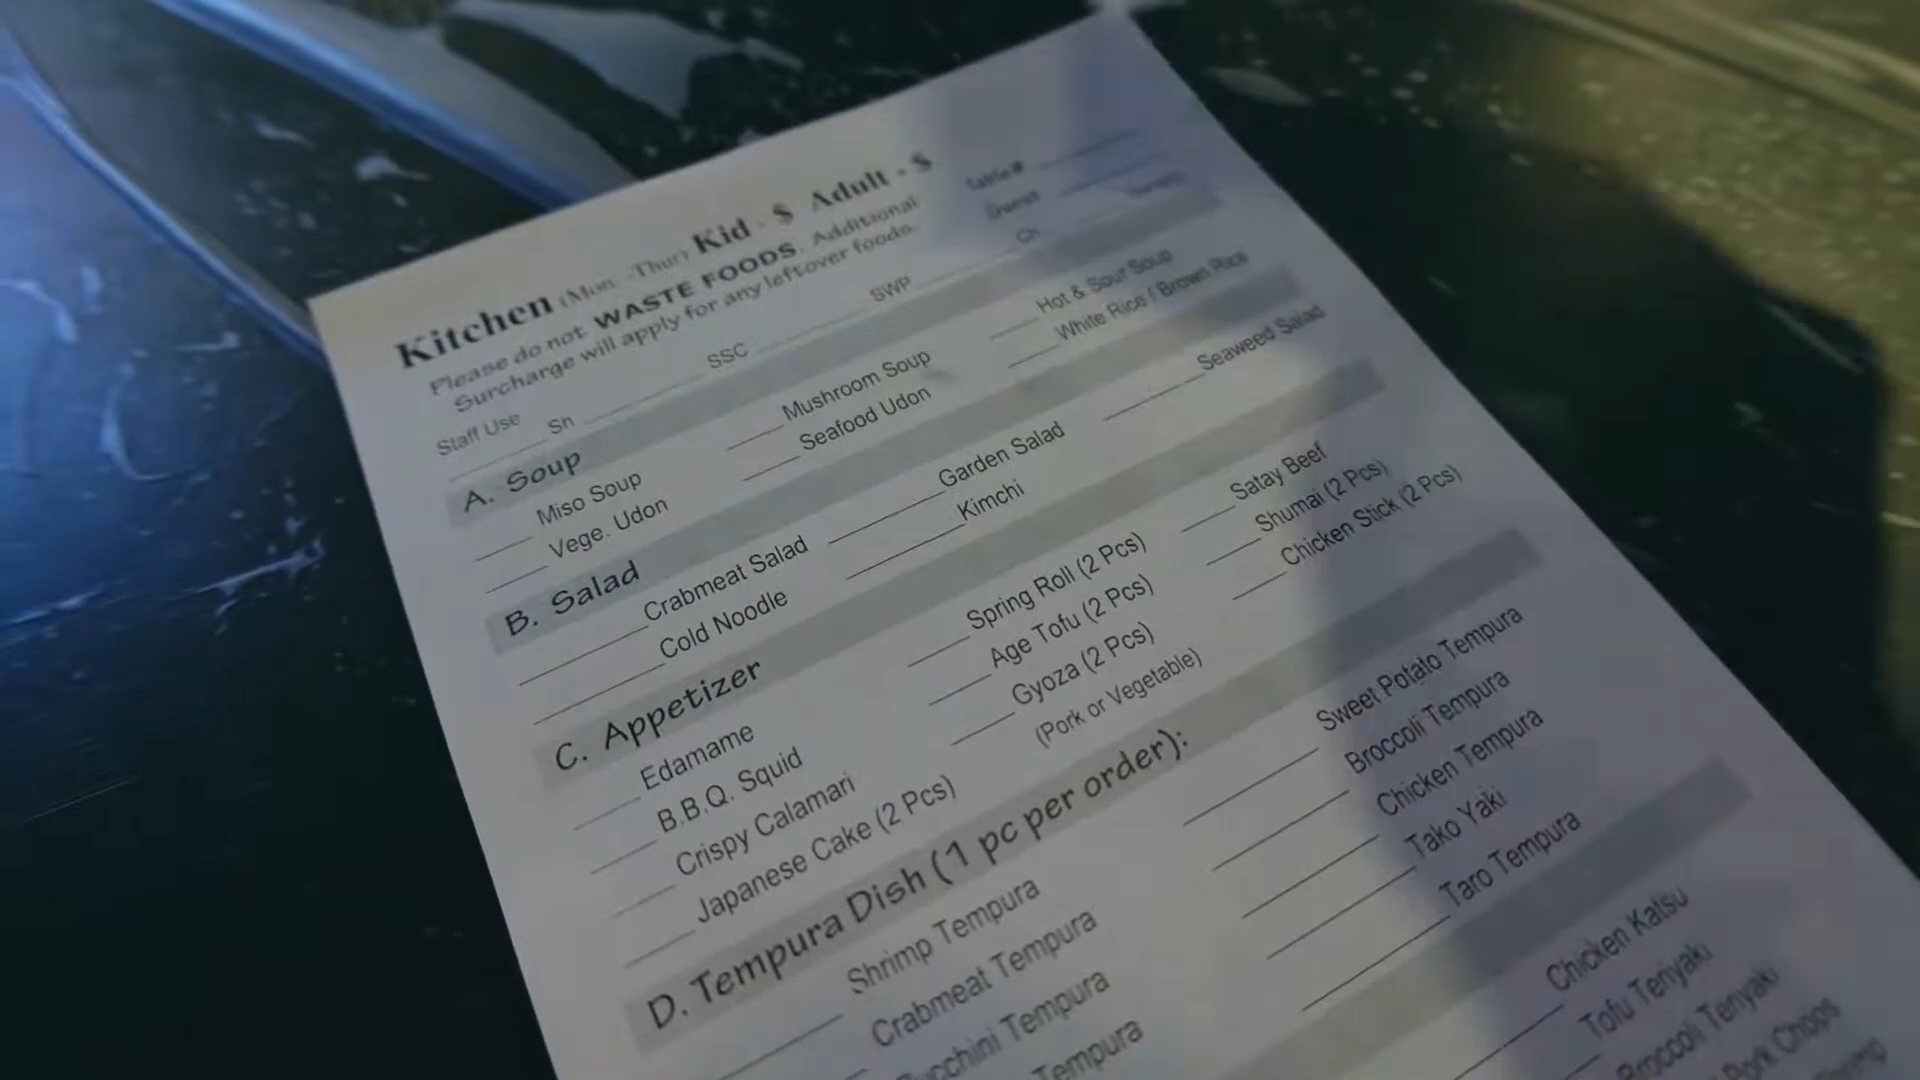 Kitchen (Mon. -Thur) Kid - $ Adult - $
Please do not WASTE FOODS. Additional
Surcharge will apply for any leftover foods.
Table#
Guest
Staff Use Sh SSC SWP Ch
A. Soup
Miso Soup Mushroom Soup Hot & Sour Soup
Vege. Udon Seafood Udon White Rice / Brown Rice
B. Salad
Crabmeat Salad Garden Salad Seaweed Salad
Cold Noodle Kimchi
C. Appetizer
Edamame Spring Roll (2 Pcs) Satay Beef
B.B.Q. Squid Age Tofu (2 Pcs) Shumai (2 Pcs)
Crispy Calamari Gyoza (2 Pcs) Chicken Stick (2 Pcs)
Japanese Cake (2 Pcs) (Pork or Vegetable)
D. Tempura Dish (1 pc per order):
Shrimp Tempura Sweet Potato Tempura
Crabmeat Tempura Broccoli Tempura
Tempura Chicken Tempura
Tempura Tako Yaki
Taro Tempura
Chicken Katsu
Tofu Teriyaki
Broccoli Teriyaki
Pork Chops